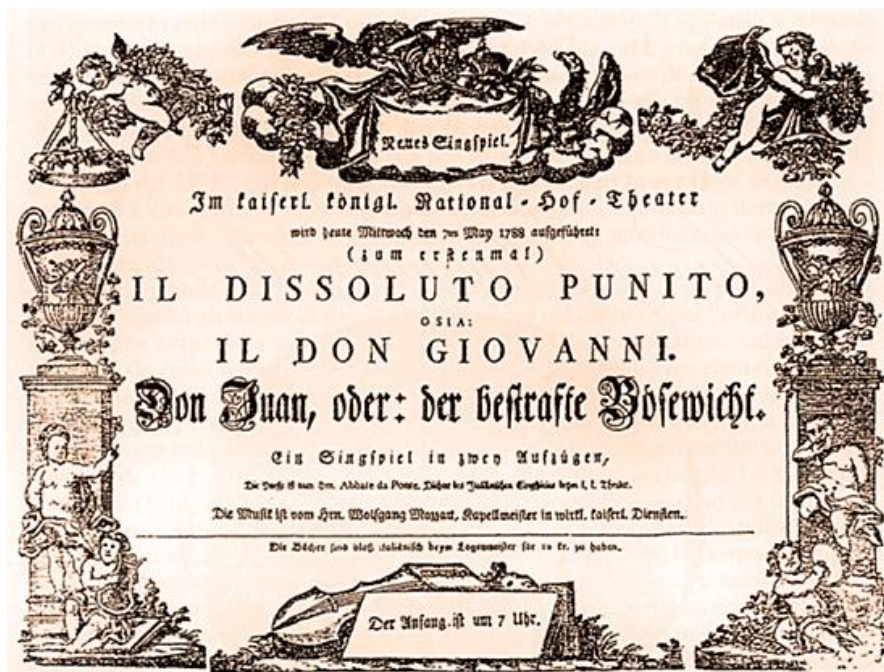 Neues Singspiel.
Im kaiserl. königl. National-Hof-Theater
wird heute Mittwoch den 7ten May 1788 aufgeführet:
(zum erstenmal)
IL DISSOLUTO PUNITO,
OSIA:
IL DON GIOVANNI.
Don Juan, oder: der bestrafte Bösewicht.
Ein Singspiel in zwey Aufzügen,
Die Poesie ist vom Hrn. Abbate da Ponte, Dichter des Italiänischen Singspiels beym k. k. Theater.
Die Musik ist vom Hrn. Wolfgang Mozzart, Kapellmeister in wirkl. kaiserl. Diensten.
Die Bücher sind bloß italiänisch beym Logenmeister für 20 kr. zu haben.
Der Anfang ist um 7 Uhr.